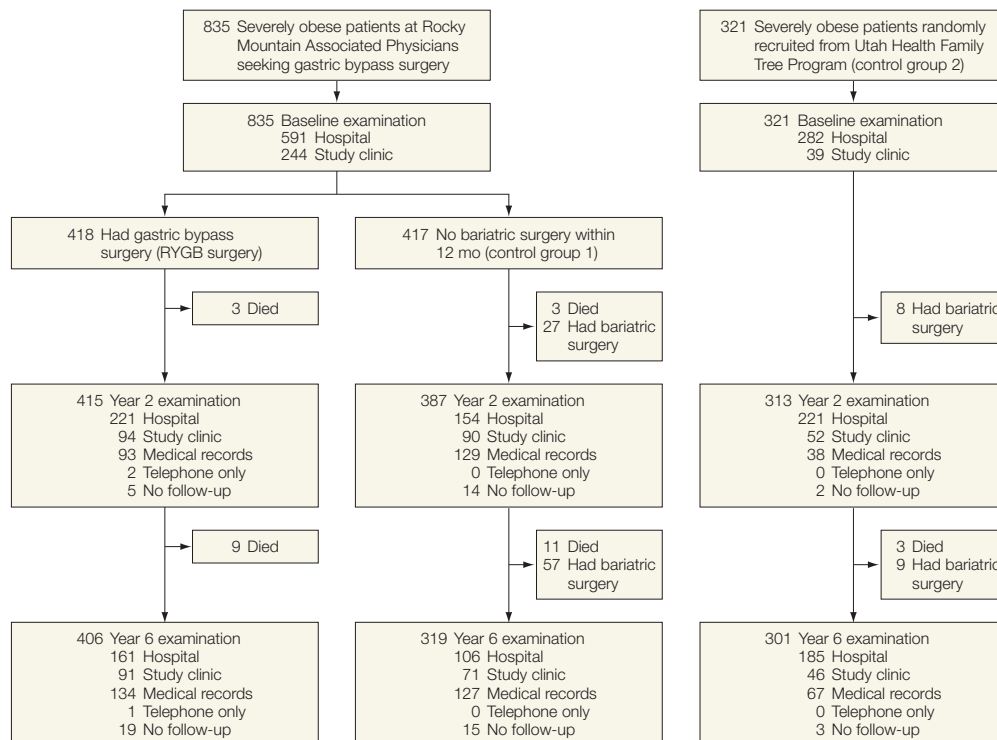 835 Severely obese patients at Rocky
Mountain Associated Physicians
seeking gastric bypass surgery
321 Severely obese patients randomly
recruited from Utah Health Family
Tree Program (control group 2)
835 Baseline examination
591 Hospital
244 Study clinic
321 Baseline examination
282 Hospital
39 Study clinic
418 Had gastric bypass
surgery (RYGB surgery)
417 No bariatric surgery within
12 mo (control group 1)
3 Died
3 Died
27 Had bariatric
surgery
8 Had bariatric
surgery
415 Year 2 examination
221 Hospital
94 Study clinic
93 Medical records
2 Telephone only
5 No follow-up
387 Year 2 examination
154 Hospital
90 Study clinic
129 Medical records
0 Telephone only
14 No follow-up
313 Year 2 examination
221 Hospital
52 Study clinic
38 Medical records
0 Telephone only
2 No follow-up
9 Died
11 Died
57 Had bariatric
surgery
3 Died
9 Had bariatric
surgery
406 Year 6 examination
161 Hospital
91 Study clinic
134 Medical records
1 Telephone only
19 No follow-up
319 Year 6 examination
106 Hospital
71 Study clinic
127 Medical records
0 Telephone only
15 No follow-up
301 Year 6 examination
185 Hospital
46 Study clinic
67 Medical records
0 Telephone only
3 No follow-up